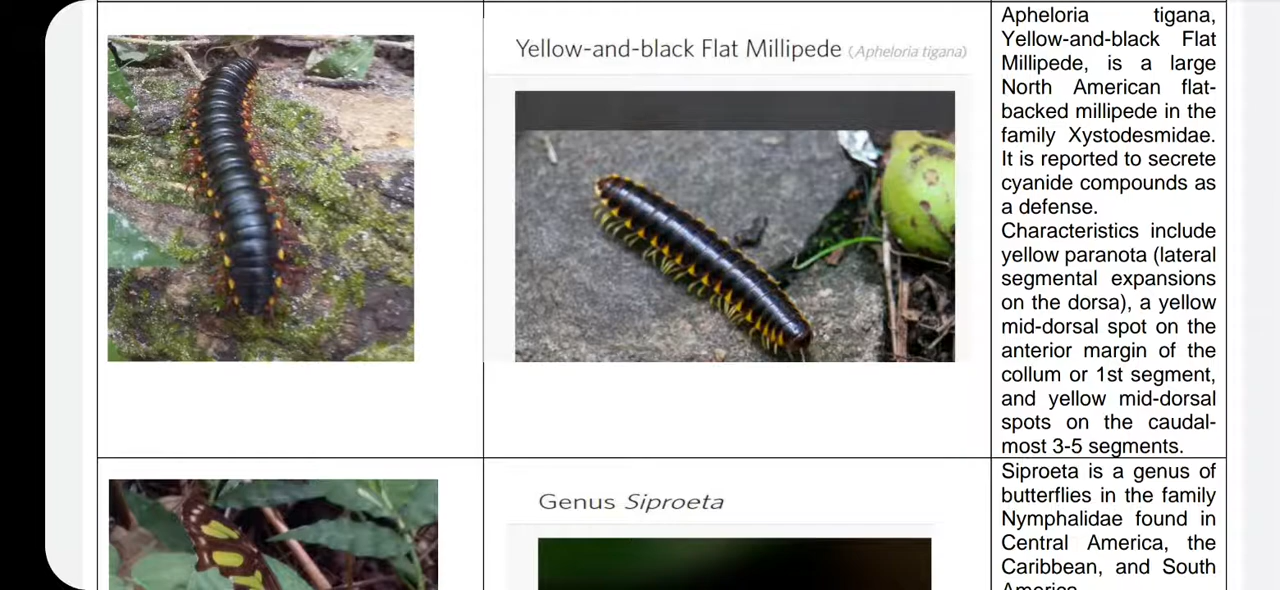 Yellow-and-black Flat Millipede (Apheloria tigana)
Apheloria tigana,
Yellow-and-black Flat
Millipede, is a large
North American flat-
backed millipede in the
family Xystodesmidae.
It is reported to secrete
cyanide compounds as
a defense.
Characteristics include
yellow paranota (lateral
segmental expansions
on the dorsa), a yellow
mid-dorsal spot on the
anterior margin of the
collum or 1st segment,
and yellow mid-dorsal
spots on the caudal-
most 3-5 segments.
Genus Siproeta
Siproeta is a genus of
butterflies in the family
Nymphalidae found in
Central America, the
Caribbean, and South
America